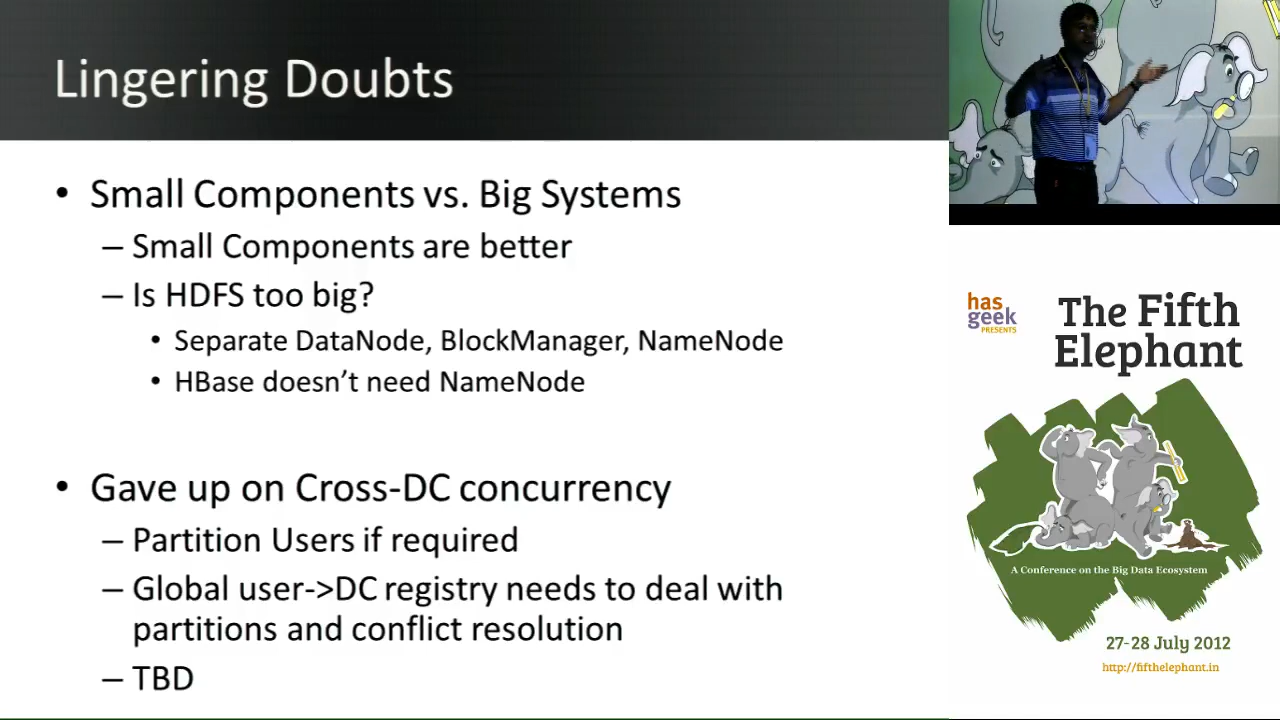 Lingering Doubts
• Small Components vs. Big Systems
– Small Components are better
– Is HDFS too big?
• Separate DataNode, BlockManager, NameNode
• HBase doesn't need NameNode
• Gave up on Cross-DC concurrency
– Partition Users if required
– Global user->DC registry needs to deal with
partitions and conflict resolution
– TBD
has
geek
PRESENTS
The Fifth
Elephant
A Conference on the Big Data Ecosystem
27-28 July 2012
http://fifthelephant.in